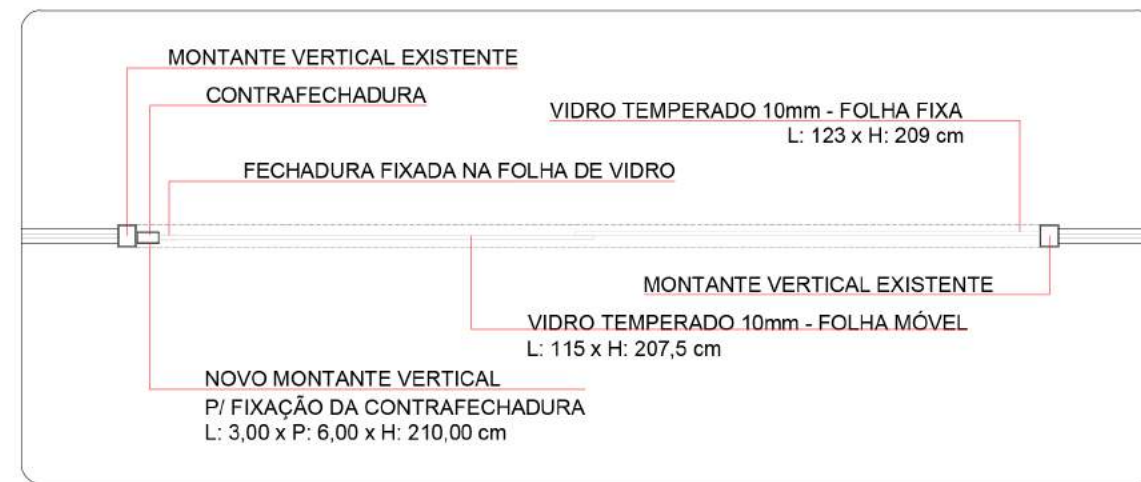 MONTANTE VERTICAL EXISTENTE
CONTRAFECHADURA
VIDRO TEMPERADO 10mm - FOLHA FIXA
L: 123 x H: 209 cm
FECHADURA FIXADA NA FOLHA DE VIDRO
MONTANTE VERTICAL EXISTENTE
VIDRO TEMPERADO 10mm - FOLHA MÓVEL
L: 115 x H: 207,5 cm
NOVO MONTANTE VERTICAL
P/ FIXAÇÃO DA CONTRAFECHADURA
L: 3,00 x P: 6,00 x H: 210,00 cm